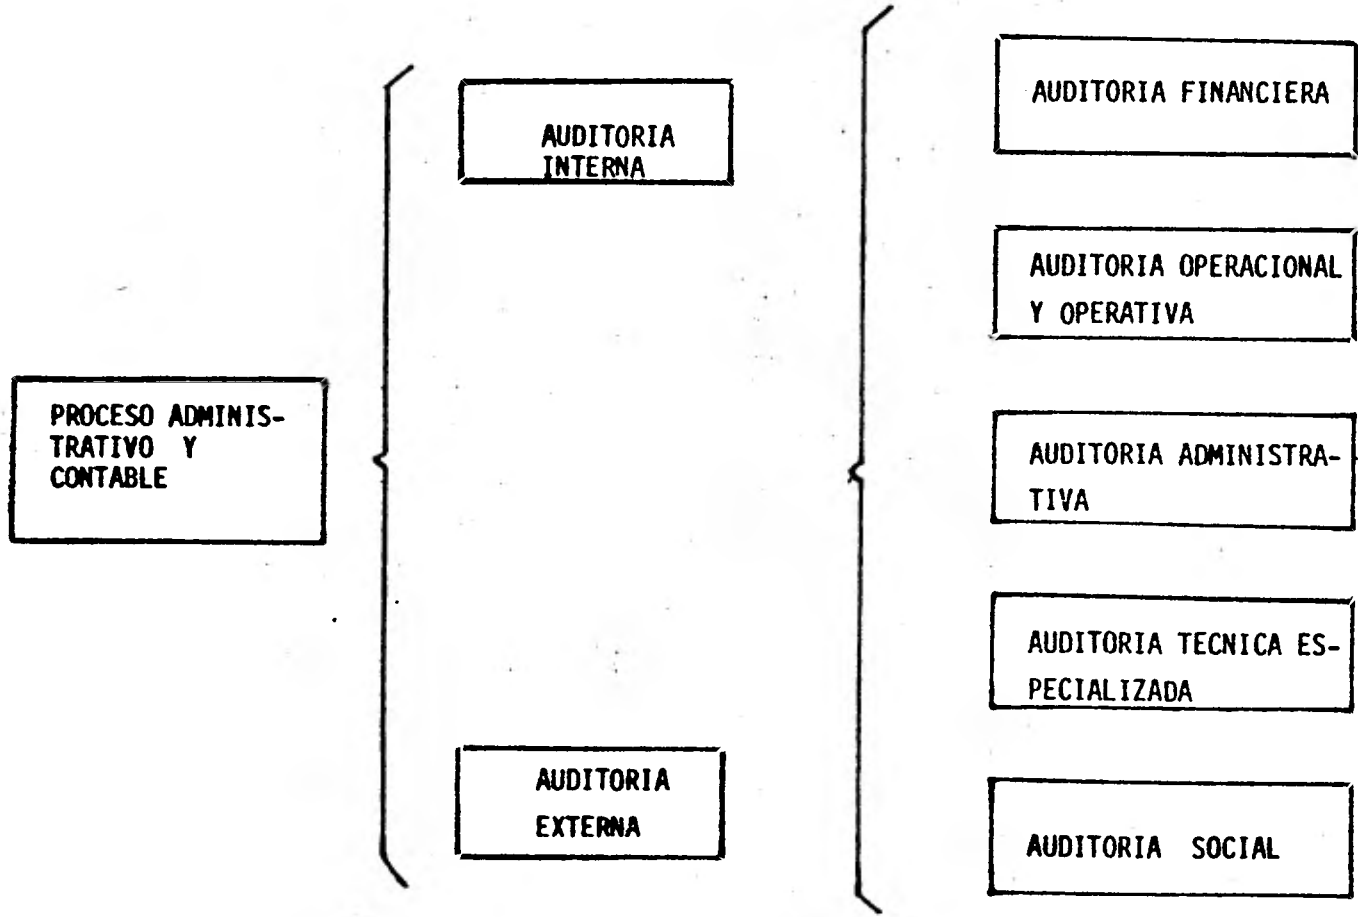 PROCESO ADMINIS-
TRATIVO Y
CONTABLE
AUDITORIA
INTERNA
AUDITORIA
EXTERNA
AUDITORIA FINANCIERA
AUDITORIA OPERACIONAL
Y OPERATIVA
AUDITORIA ADMINISTRA-
TIVA
AUDITORIA TECNICA ES-
PECIALIZADA
AUDITORIA SOCIAL